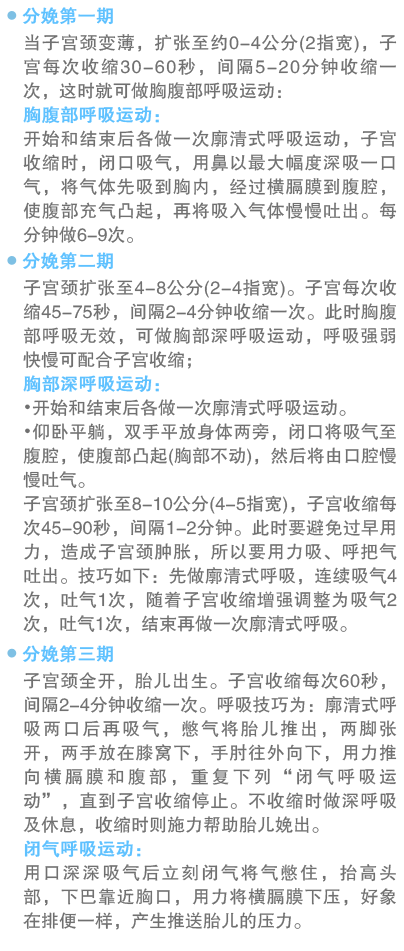 ● 分娩第一期
当子宫颈变薄，扩张至约0-4公分(2指宽)，子
宫每次收缩30-60秒，间隔5-20分钟收缩一
次，这时就可做胸腹部呼吸运动：
胸腹部呼吸运动：
开始和结束后各做一次廓清式呼吸运动，子宫
收缩时，闭口吸气，用鼻以最大幅度深吸一口
气，将气体先吸到胸内，经过横膈膜到腹腔，
使腹部充气凸起，再将吸入气体慢慢吐出。每
分钟做6-9次。
● 分娩第二期
子宫颈扩张至4-8公分(2-4指宽)。子宫每次收
缩45-75秒，间隔2-4分钟收缩一次。此时胸腹
部呼吸无效，可做胸部深呼吸运动，呼吸强弱
快慢可配合子宫收缩；
胸部深呼吸运动：
•开始和结束后各做一次廓清式呼吸运动。
•仰卧平躺，双手平放身体两旁，闭口将吸气至
腹腔，使腹部凸起(胸部不动)，然后将由口腔慢
慢吐气。
子宫颈扩张至8-10公分(4-5指宽)，子宫收缩每
次45-90秒，间隔1-2分钟。此时要避免过早用
力，造成子宫颈肿胀，所以要用力吸、呼把气
吐出。技巧如下：先做廓清式呼吸，连续吸气4
次，吐气1次，随着子宫收缩增强调整为吸气2
次，吐气1次，结束再做一次廓清式呼吸。
● 分娩第三期
子宫颈全开，胎儿出生。子宫收缩每次60秒，
间隔2-4分钟收缩一次。呼吸技巧为：廓清式呼
吸两口后再吸气，憋气将胎儿推出，两脚张
开，两手放在膝窝下，手肘往外向下，用力推
向横膈膜和腹部，重复下列“闭气呼吸运
动”，直到子宫收缩停止。不收缩时做深呼吸
及休息，收缩时则施力帮助胎儿娩出。
闭气呼吸运动：
用口深深吸气后立刻闭气将气憋住，抬高头
部，下巴靠近胸口，用力将横膈膜下压，好象
在排便一样，产生推送胎儿的压力。